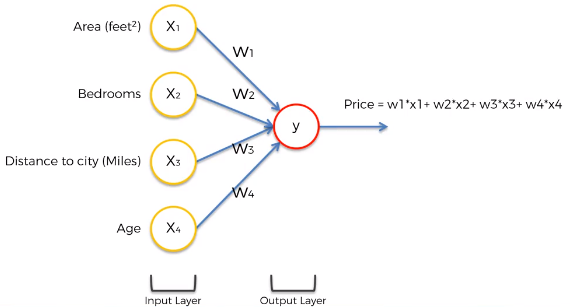 Area (feet²)
X1
W1
Bedrooms
X2
W2
Price = w1*x1+ w2*x2+ w3*x3+ w4*x4
y
Distance to city (Miles)
X3
W3
W4
Age
X4
Input Layer
Output Layer